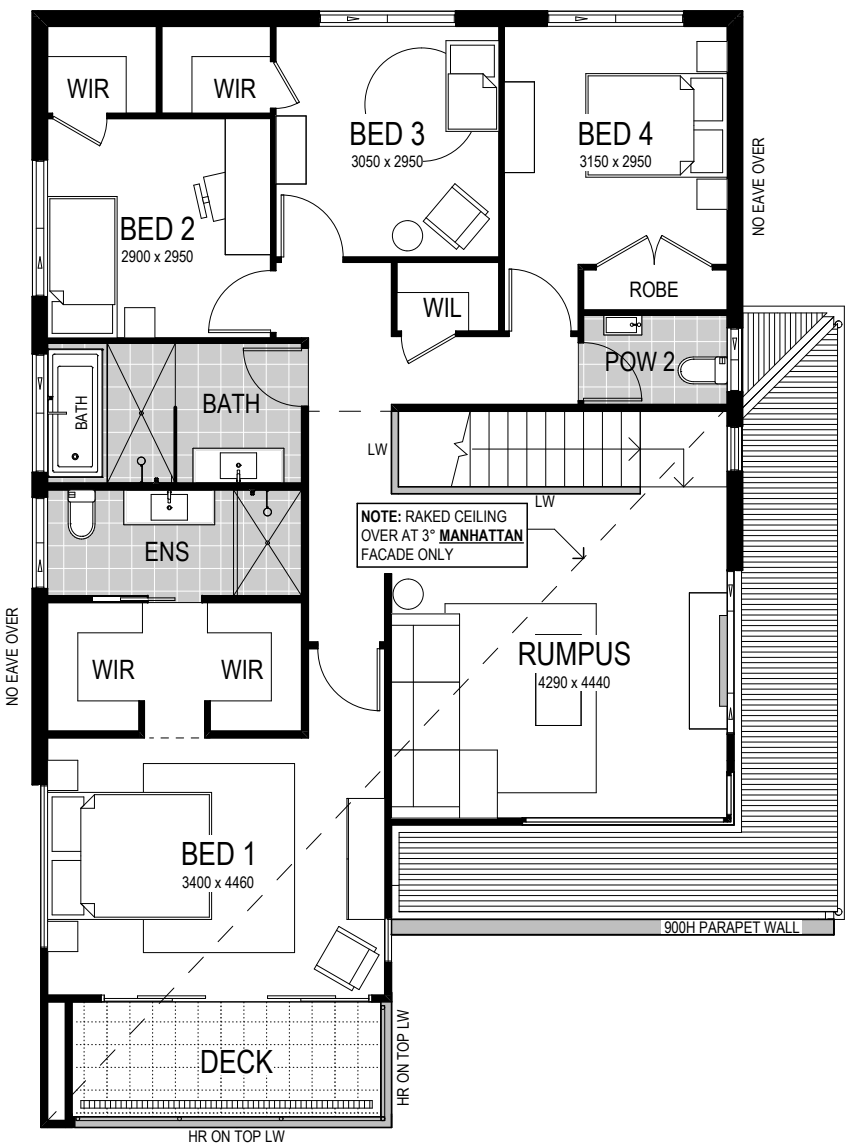 WIR
WIR
BED 3
3050 x 2950
BED 4
3150 x 2950
NO EAVE OVER
BED 2
2900 x 2950
ROBE
WIL
POW 2
BATH
BATH
LW
LW
NOTE: RAKED CEILING
OVER AT 3° MANHATTAN
FACADE ONLY
ENS
NO EAVE OVER
WIR
WIR
RUMPUS
4290 x 4440
BED 1
3400 x 4460
900H PARAPET WALL
DECK
HR ON TOP LW
HR ON TOP LW